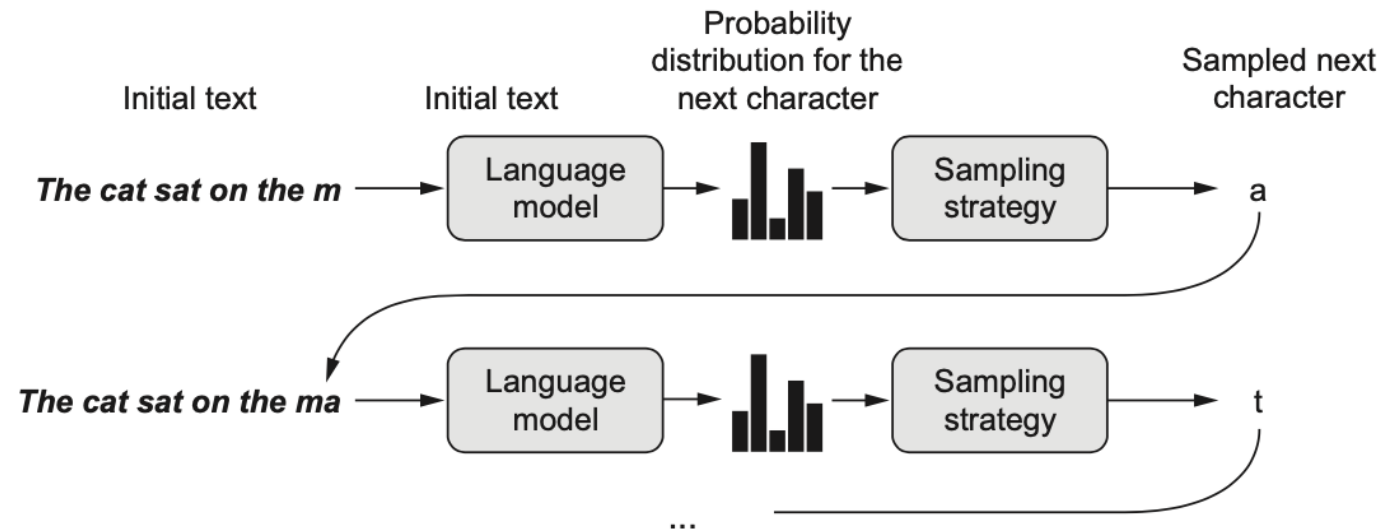 Probability
distribution for the
next character
Sampled next
character
Initial text
Initial text
The cat sat on the m
Language
model
Sampling
strategy
a
The cat sat on the ma
Language
model
Sampling
strategy
t
...